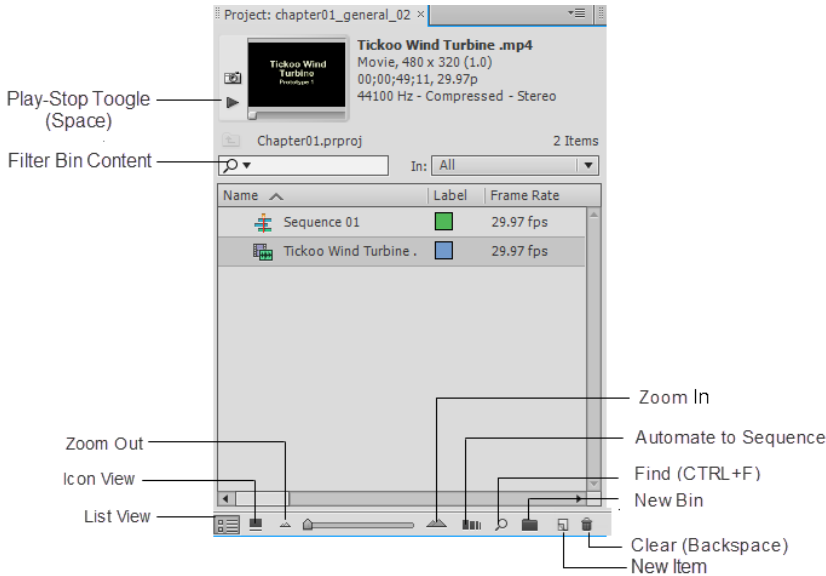 Project: chapter01_general_02 ×
Tickoo Wind Turbine .mp4
Movie, 480 x 320 (1.0)
00;00;49;11, 29.97p
44100 Hz - Compressed - Stereo
Tickoo Wind
Turbine
Prototype 1
Play-Stop Toogle
(Space)
Chapter01.prproj
2 Items
Filter Bin Content
In:
All
Name
Label
Frame Rate
Sequence 01
29.97 fps
Tickoo Wind Turbine .
29.97 fps
Zoom In
Zoom Out
Automate to Sequence
Icon View
Find (CTRL+F)
New Bin
List View
Clear (Backspace)
New Item